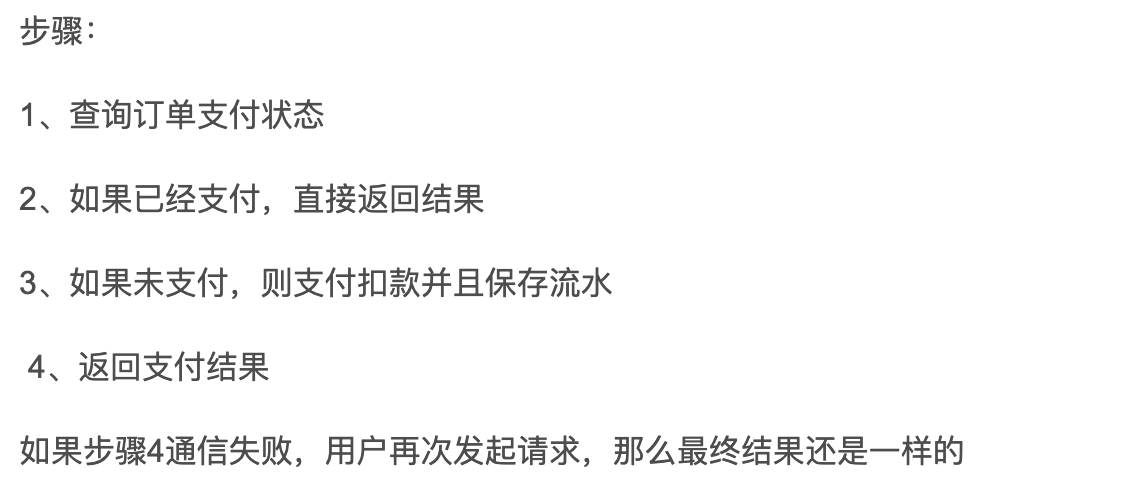 步骤：
1、查询订单支付状态
2、如果已经支付，直接返回结果
3、如果未支付，则支付扣款并且保存流水
4、返回支付结果
如果步骤4通信失败，用户再次发起请求，那么最终结果还是一样的